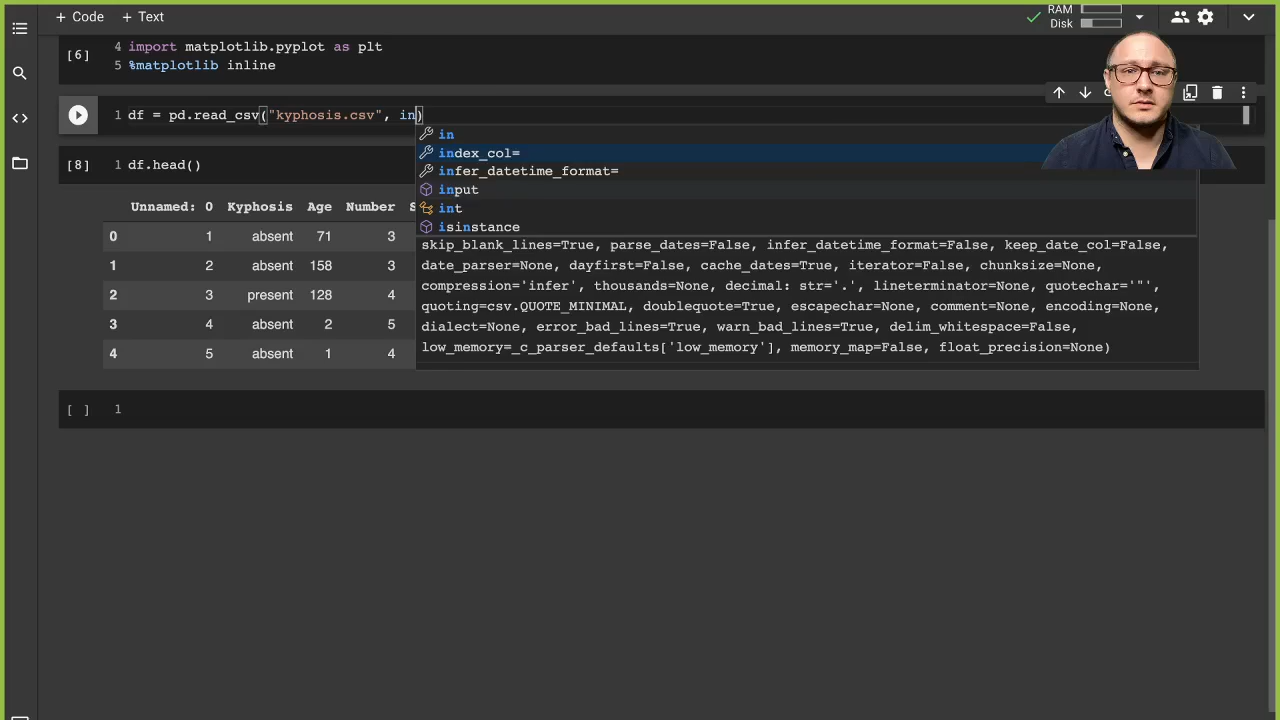 + Code + Text
RAM
Disk
[6]
4 import matplotlib.pyplot as plt
5 %matplotlib inline
1 df = pd.read_csv("kyphosis.csv", in)
in
index_col=
infer_datetime_format=
input
int
isinstance
skip_blank_lines=True, parse_dates=False, infer_datetime_format=False, keep_date_col=False,
date_parser=None, dayfirst=False, cache_dates=True, iterator=False, chunksize=None,
compression='infer', thousands=None, decimal: str='.', lineterminator=None, quotechar='"',
quoting=csv.QUOTE_MINIMAL, doublequote=True, escapechar=None, comment=None, encoding=None,
dialect=None, error_bad_lines=True, warn_bad_lines=True, delim_whitespace=False,
low_memory=_c_parser_defaults['low_memory'], memory_map=False, float_precision=None)
[8] 1 df.head()
Unnamed: 0 Kyphosis Age Number S
0 1 absent 71 3
1 2 absent 158 3
2 3 present 128 4
3 4 absent 2 5
4 5 absent 1 4
[ ] 1